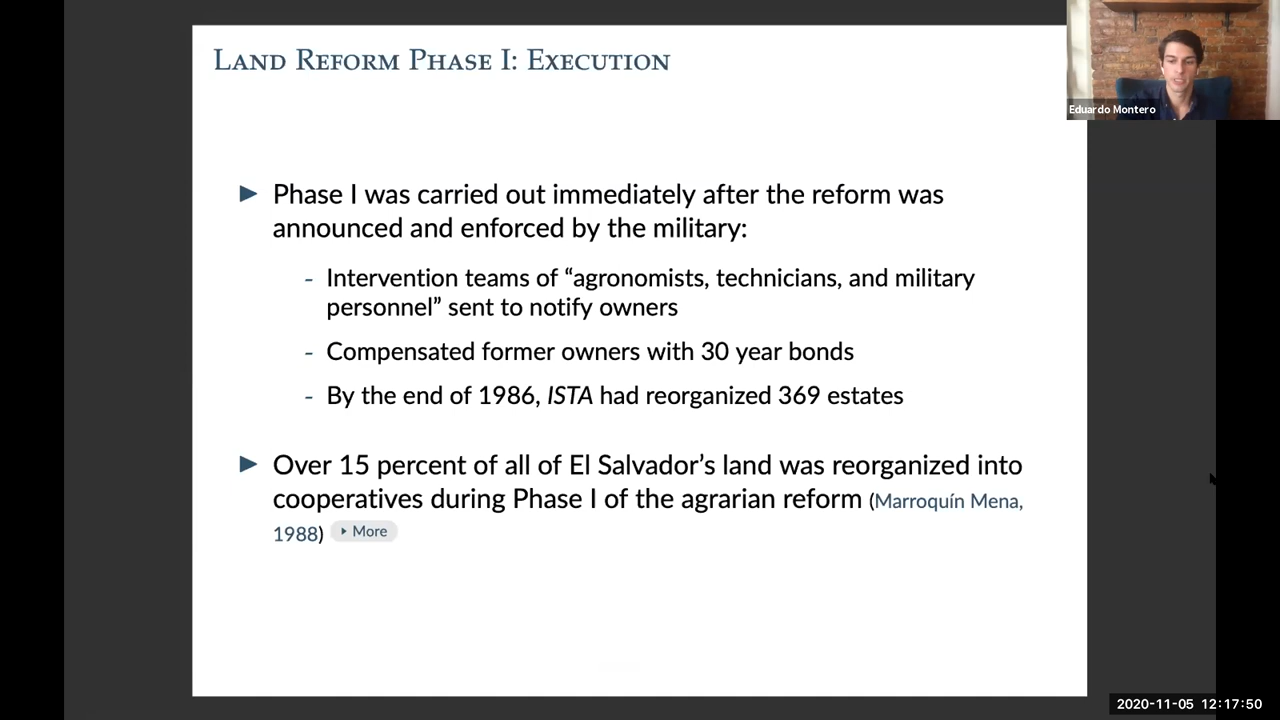 LAND REFORM PHASE I: EXECUTION
Eduardo Montero
► Phase I was carried out immediately after the reform was
announced and enforced by the military:
- Intervention teams of “agronomists, technicians, and military
personnel” sent to notify owners
- Compensated former owners with 30 year bonds
- By the end of 1986, ISTA had reorganized 369 estates
► Over 15 percent of all of El Salvador’s land was reorganized into
cooperatives during Phase I of the agrarian reform (Marroquín Mena,
1988) ► More
2020-11-05 12:17:50